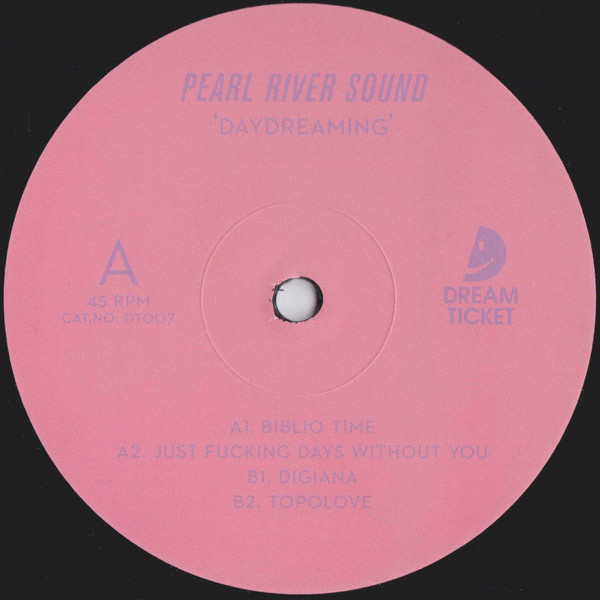 PEARL RIVER SOUND
'DAYDREAMING'
A
45 RPM
CAT.NO: DT007
DREAM
TICKET
A1. BIBLIO TIME
A2. JUST FUCKING DAYS WITHOUT YOU
B1. DIGIANA
B2. TOPOLOVE